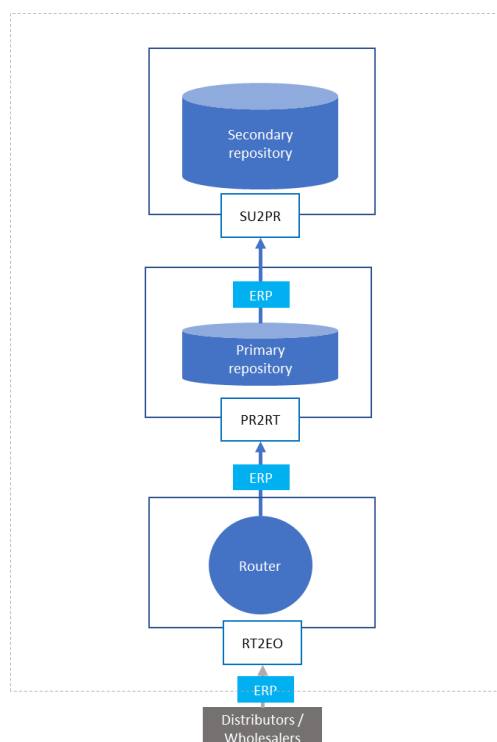 Secondary
repository
SU2PR
ERP
Primary
repository
PR2RT
ERP
Router
RT2EO
ERP
Distributors /
Wholesalers